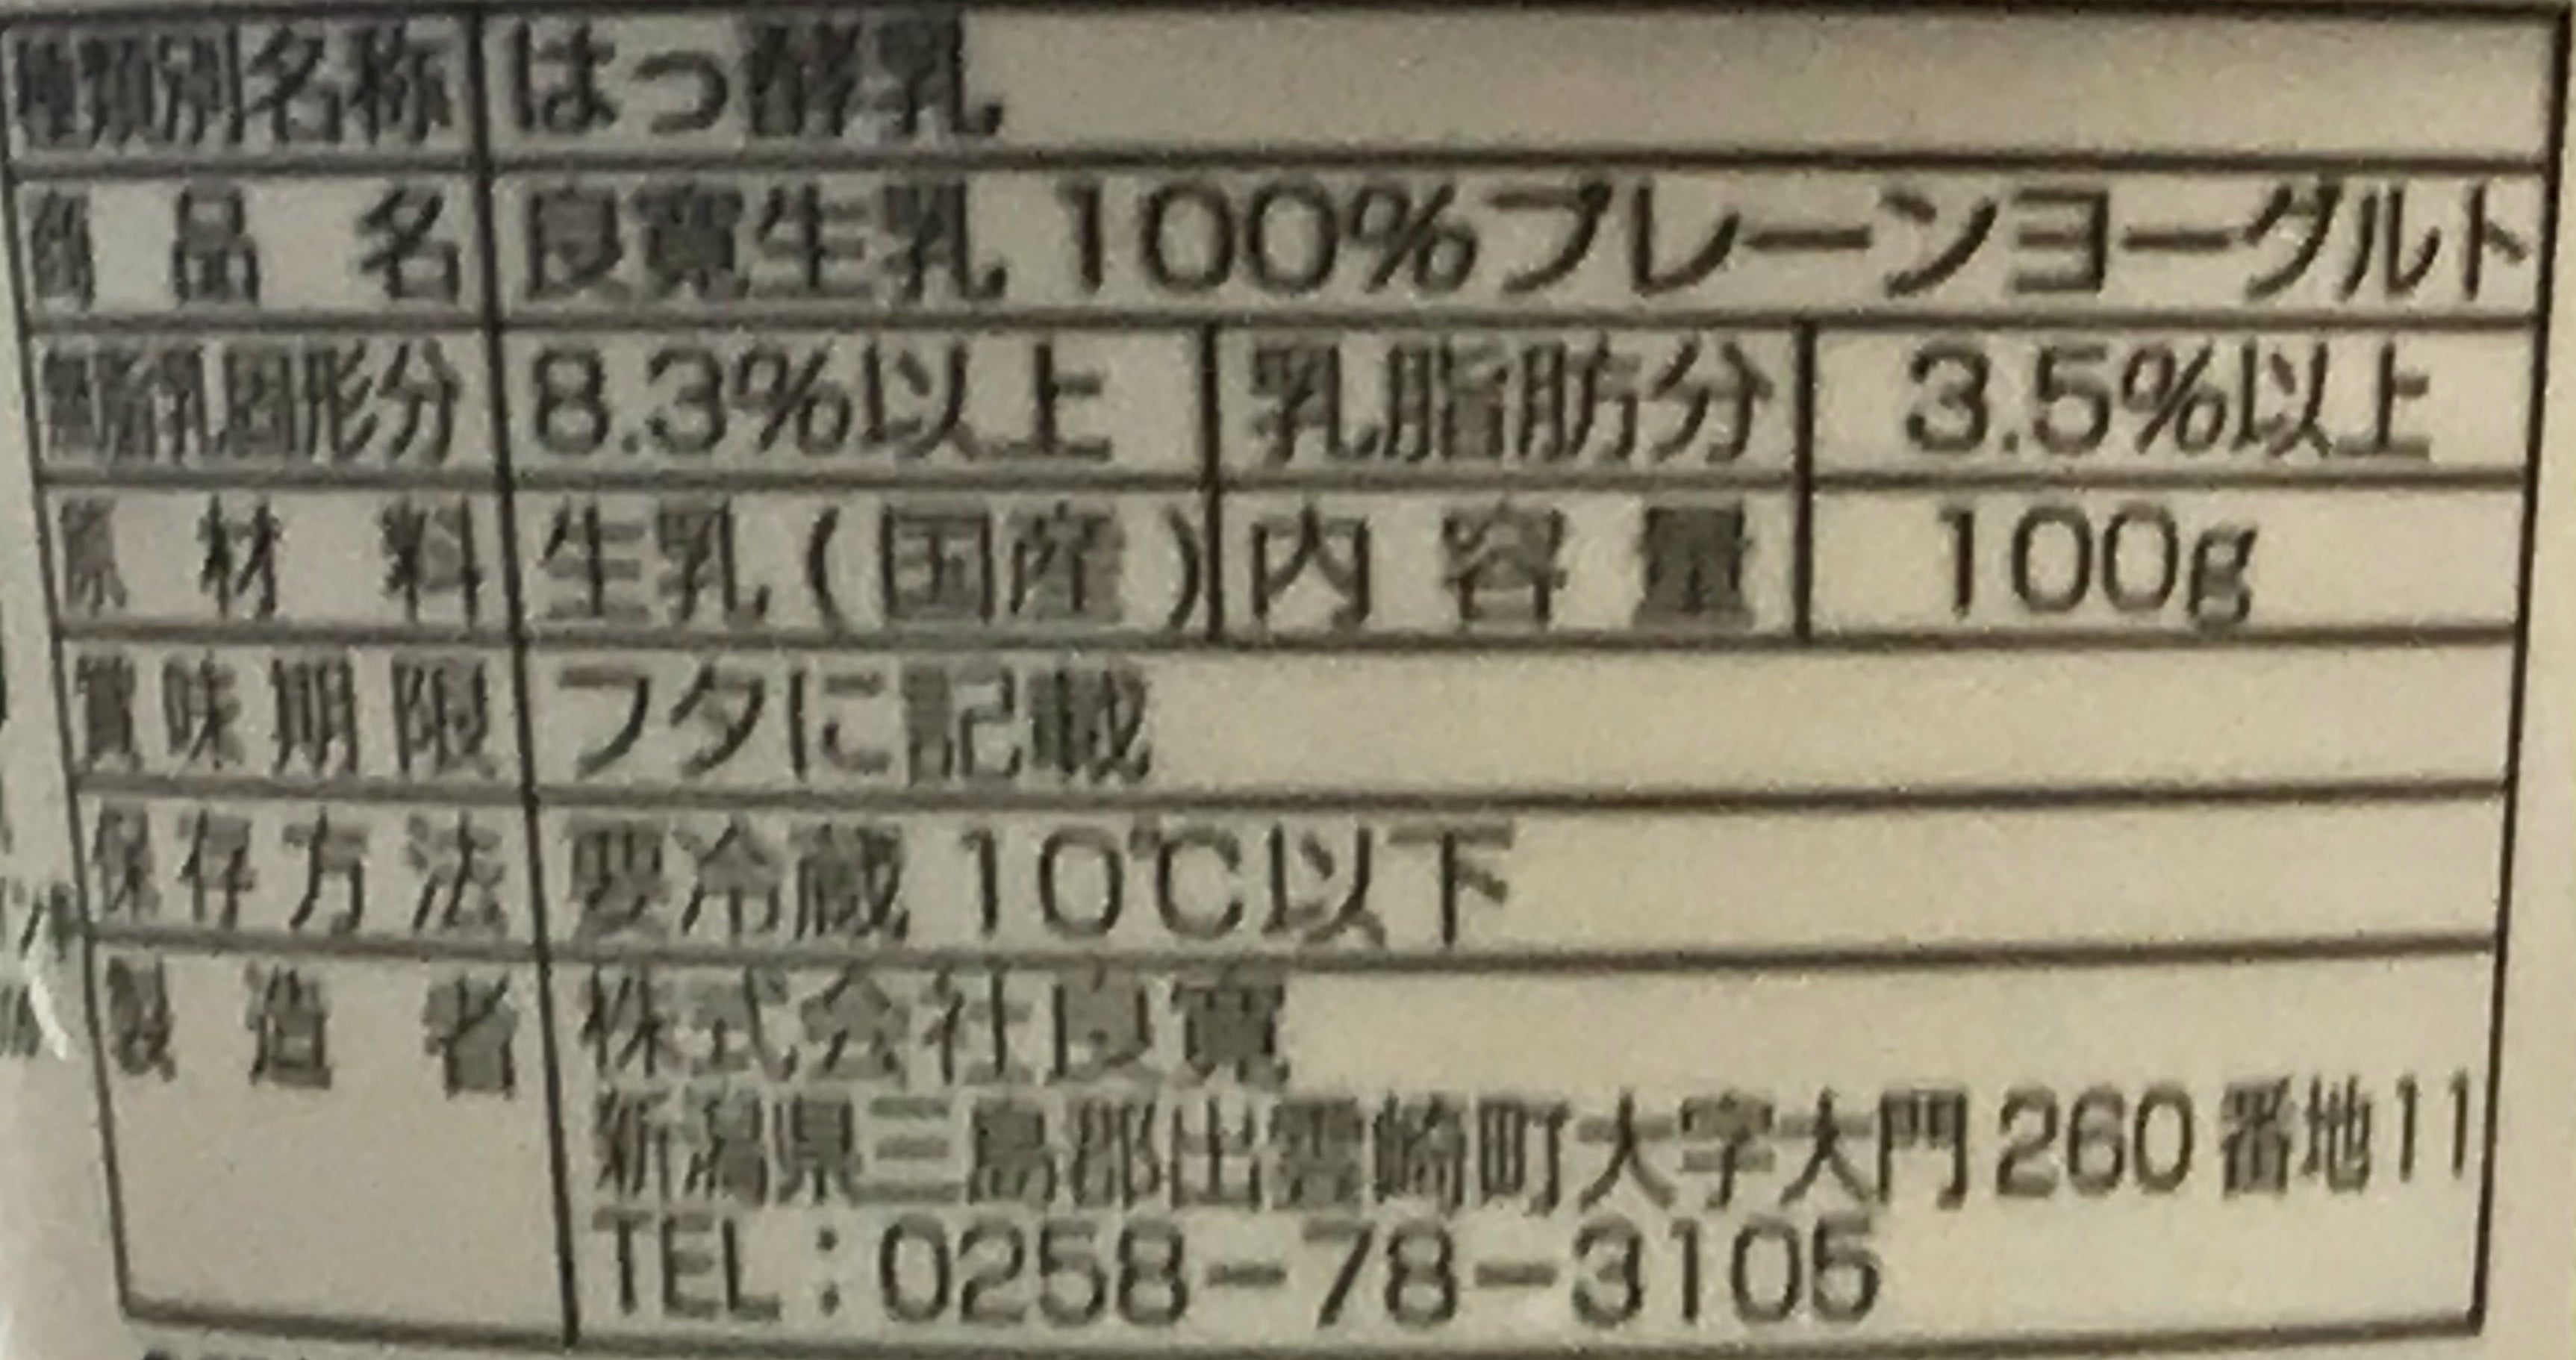 種類別名称 はっ酵乳
商品名 良寛生乳100%プレーンヨーグルト
無脂乳固形分 8.3%以上 乳脂肪分 3.5%以上
原材料 生乳(国産) 内容量 100g
賞味期限 フタに記載
保存方法 要冷蔵10℃以下
製造者 株式会社良寛
新潟県三島郡出雲崎町大字大門260番地11
TEL:0258-78-3105